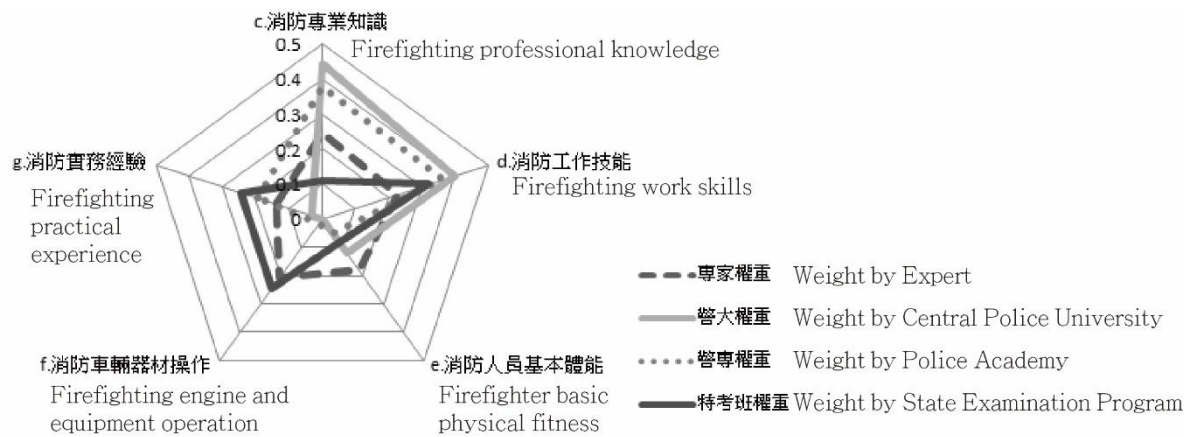 c.消防專業知識
Firefighting professional knowledge
0.5
0.4
0.3
0.2
0.1
0
g.消防實務經驗
Firefighting
practical
experience
d.消防工作技能
Firefighting work skills
f.消防車輛器材操作
Firefighting engine and
equipment operation
e.消防人員基本體能
Firefighter basic
physical fitness
專家權重 Weight by Expert
警大權重 Weight by Central Police University
警專權重 Weight by Police Academy
特考班權重 Weight by State Examination Program